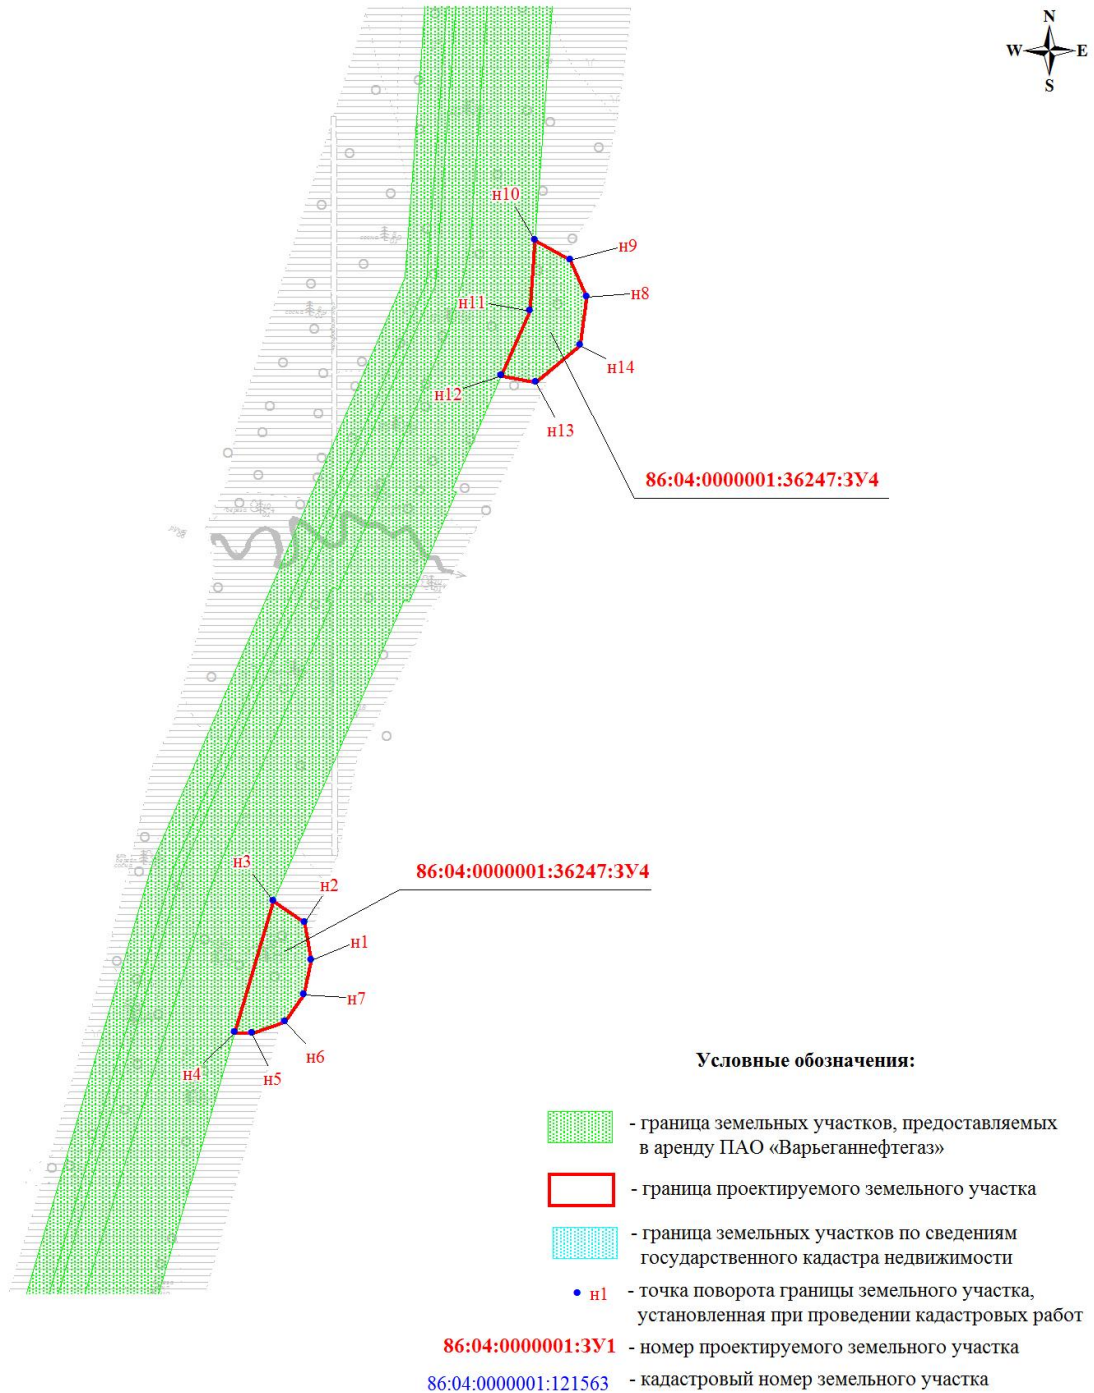 N
W E
S
н10
н9
н8
н11
н14
н12
н13
86:04:0000001:36247:ЗУ4
86:04:0000001:36247:ЗУ4
н3
н2
н1
н7
н6
н5
н4
Условные обозначения:
- граница земельных участков, предоставляемых
в аренду ПАО «Варьеганнефтегаз»
- граница проектируемого земельного участка
- граница земельных участков по сведениям
государственного кадастра недвижимости
н1 - точка поворота границы земельного участка,
установленная при проведении кадастровых работ
86:04:0000001:ЗУ1 - номер проектируемого земельного участка
86:04:0000001:121563 - кадастровый номер земельного участка